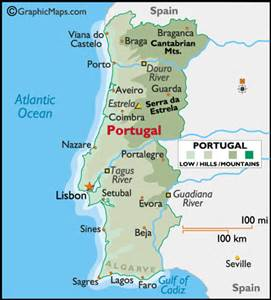 ©GraphicMaps.com
Spain
Viana do
Castelo
Braganca
Braga
Cantabrian
Mts.
Porto
Douro
River
Aveiro
Guarda
Atlantic
Ocean
Estrela
Serra da
Estrela
Coimbra
Portugal
Nazare
Portalegre
PORTUGAL
LOW / HILLS / MOUNTAINS
Tagus
River
Lisbon
Setubal
Guadiana
River
Evora
Sines
Beja
100 mi
100 km
Spain
ALGARVE
Seville
Sagres
Lagos
Faro
Gulf of
Cadiz